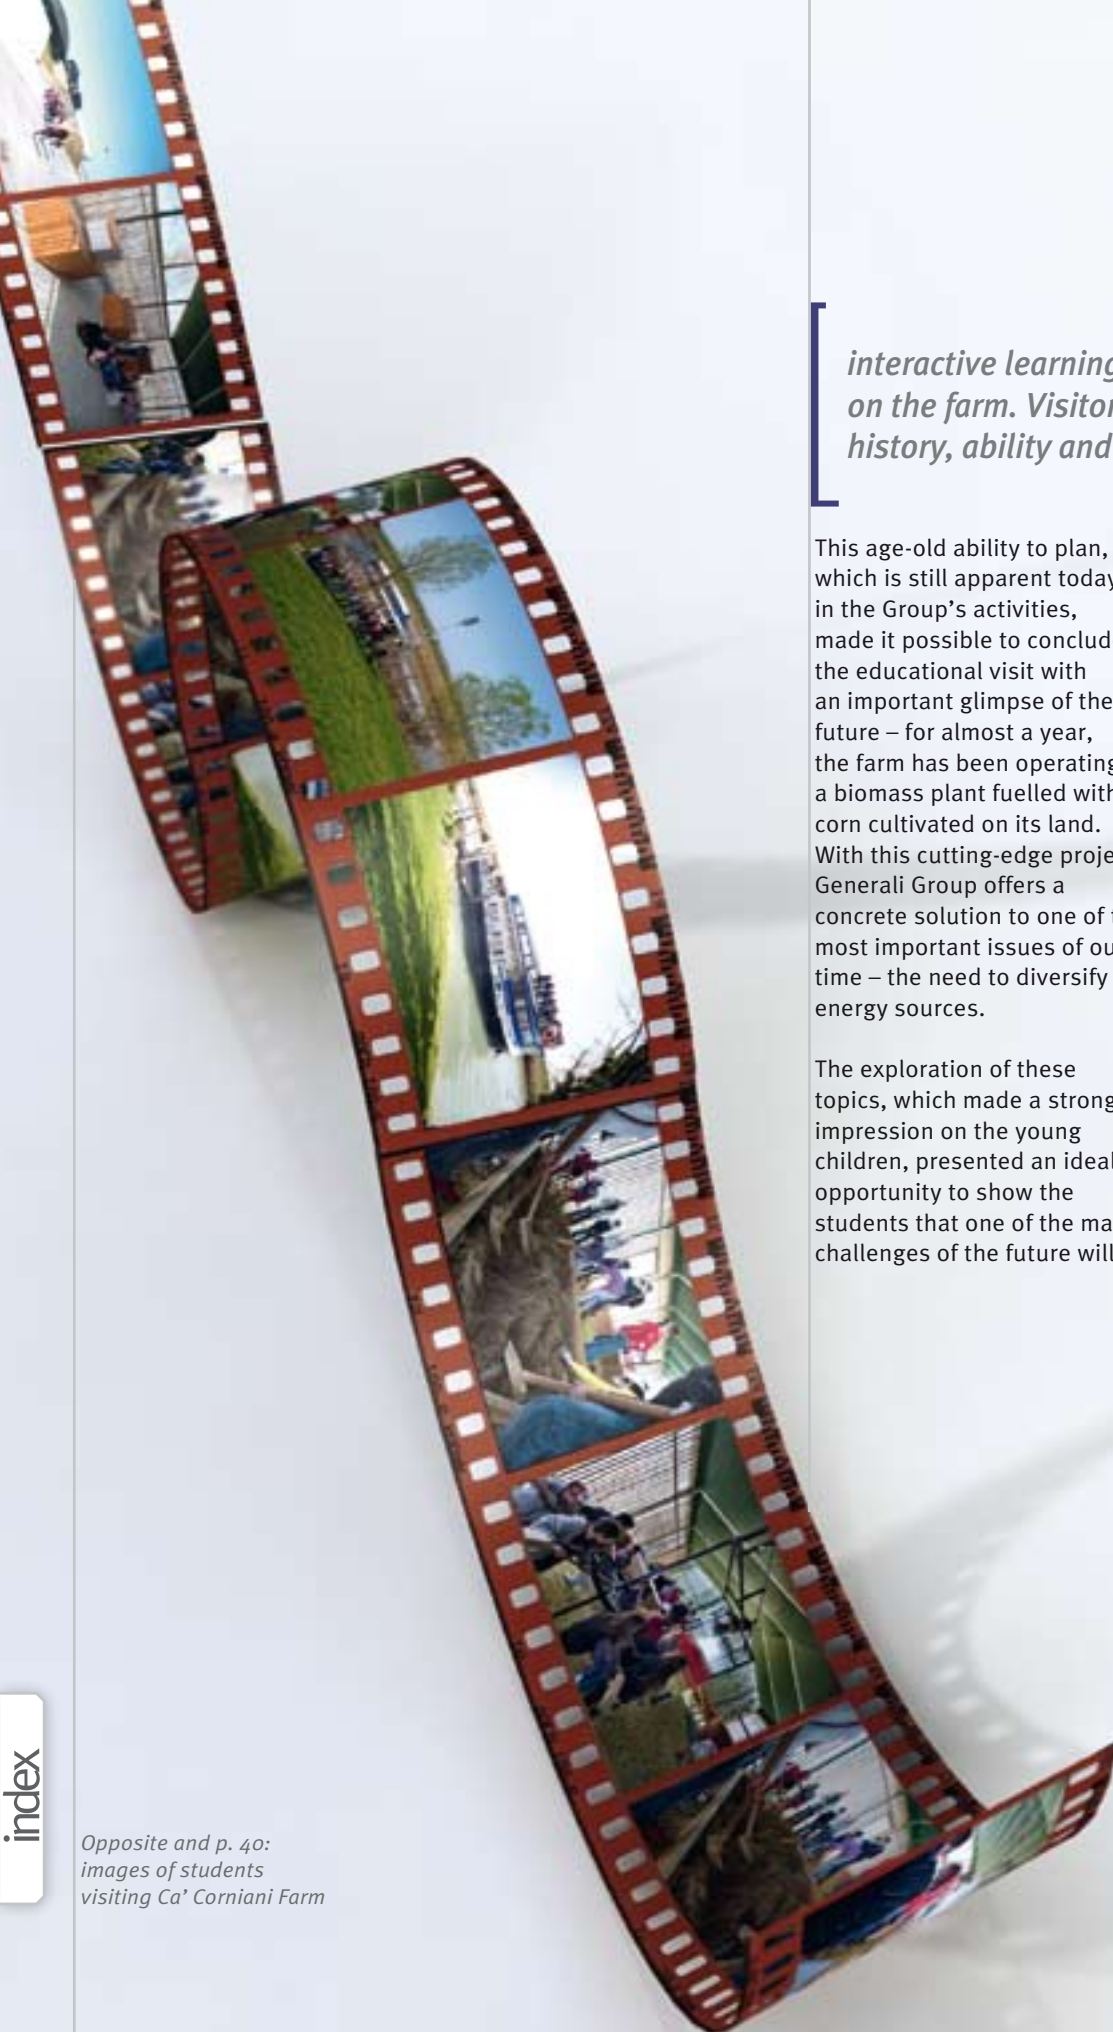 interactive learning
on the farm.
history, ability and
This age-old ability to plan,
which is still apparent today
in the Group's activities,
made it possible to
the educational visit with
an important glimpse of the
future – for almost a year,
the farm has been operating
a biomass plant fuelled with
corn cultivated on its land.
With this cutting-edge
Generali Group offers a
concrete solution to one of
most important issues of
time – the need to diversify
energy sources.
The exploration of these
topics, which made a strong
impression on the young
children, presented an ideal
opportunity to show the
students that one of the
challenges of the future will
index
Opposite and p. 40:
images of students
visiting Ca' Corniani Farm